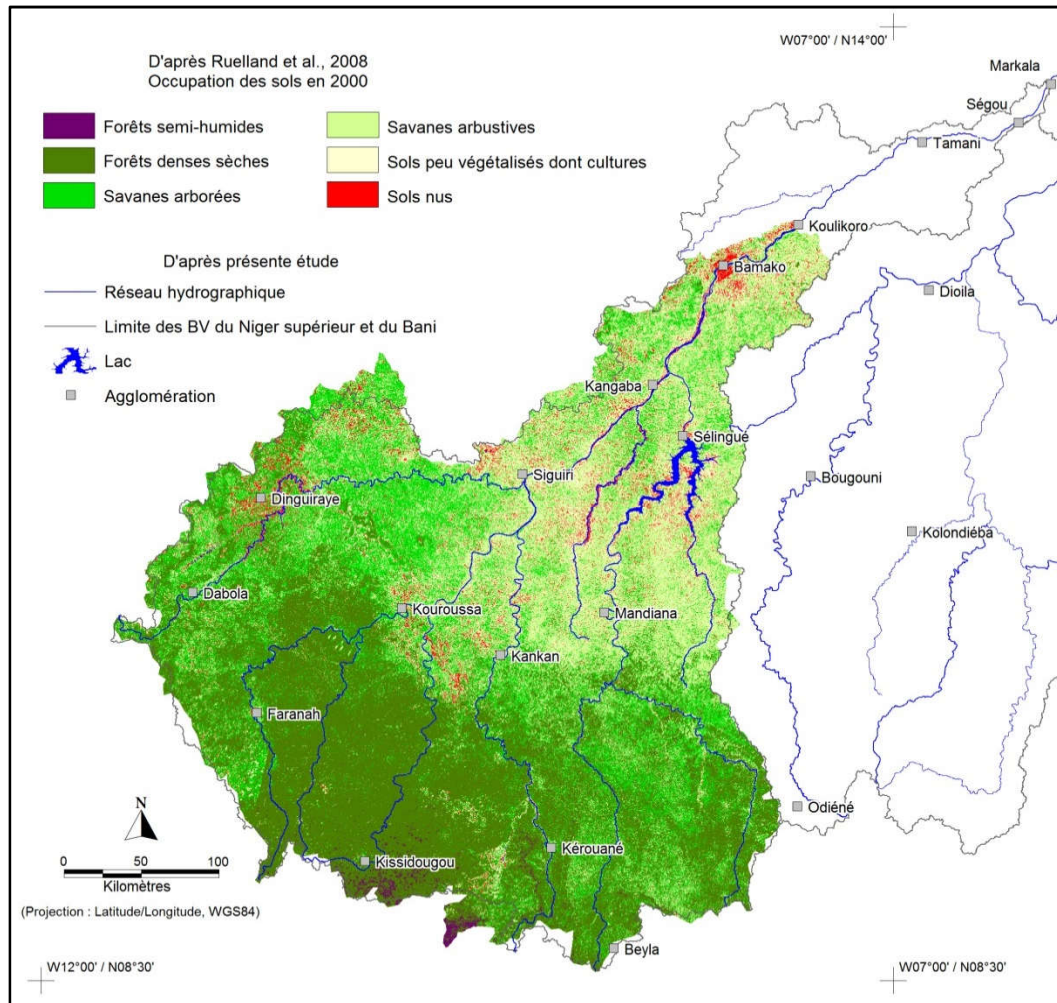 W07°00' / N14°00'
D'après Ruelland et al., 2008
Occupation des sols en 2000
Forêts semi-humides
Savanes arbustives
Forêts denses sèches
Sols peu végétalisés dont cultures
Savanes arborées
Sols nus
D'après présente étude
Réseau hydrographique
Limite des BV du Niger supérieur et du Bani
Lac
Agglomération
Markala
Ségou
Tamani
Koulikoro
Bamako
Dioila
Kangaba
Sélingué
Siguiri
Bougouni
Dinguiraye
Kolondiéba
Dabola
Kouroussa
Mandiana
Kankan
Faranah
Odiéné
Kissidougou
Kérouané
Beyla
N
0 50 100
Kilomètres
(Projection : Latitude/Longitude, WGS84)
W12°00' / N08°30'
W07°00' / N08°30'